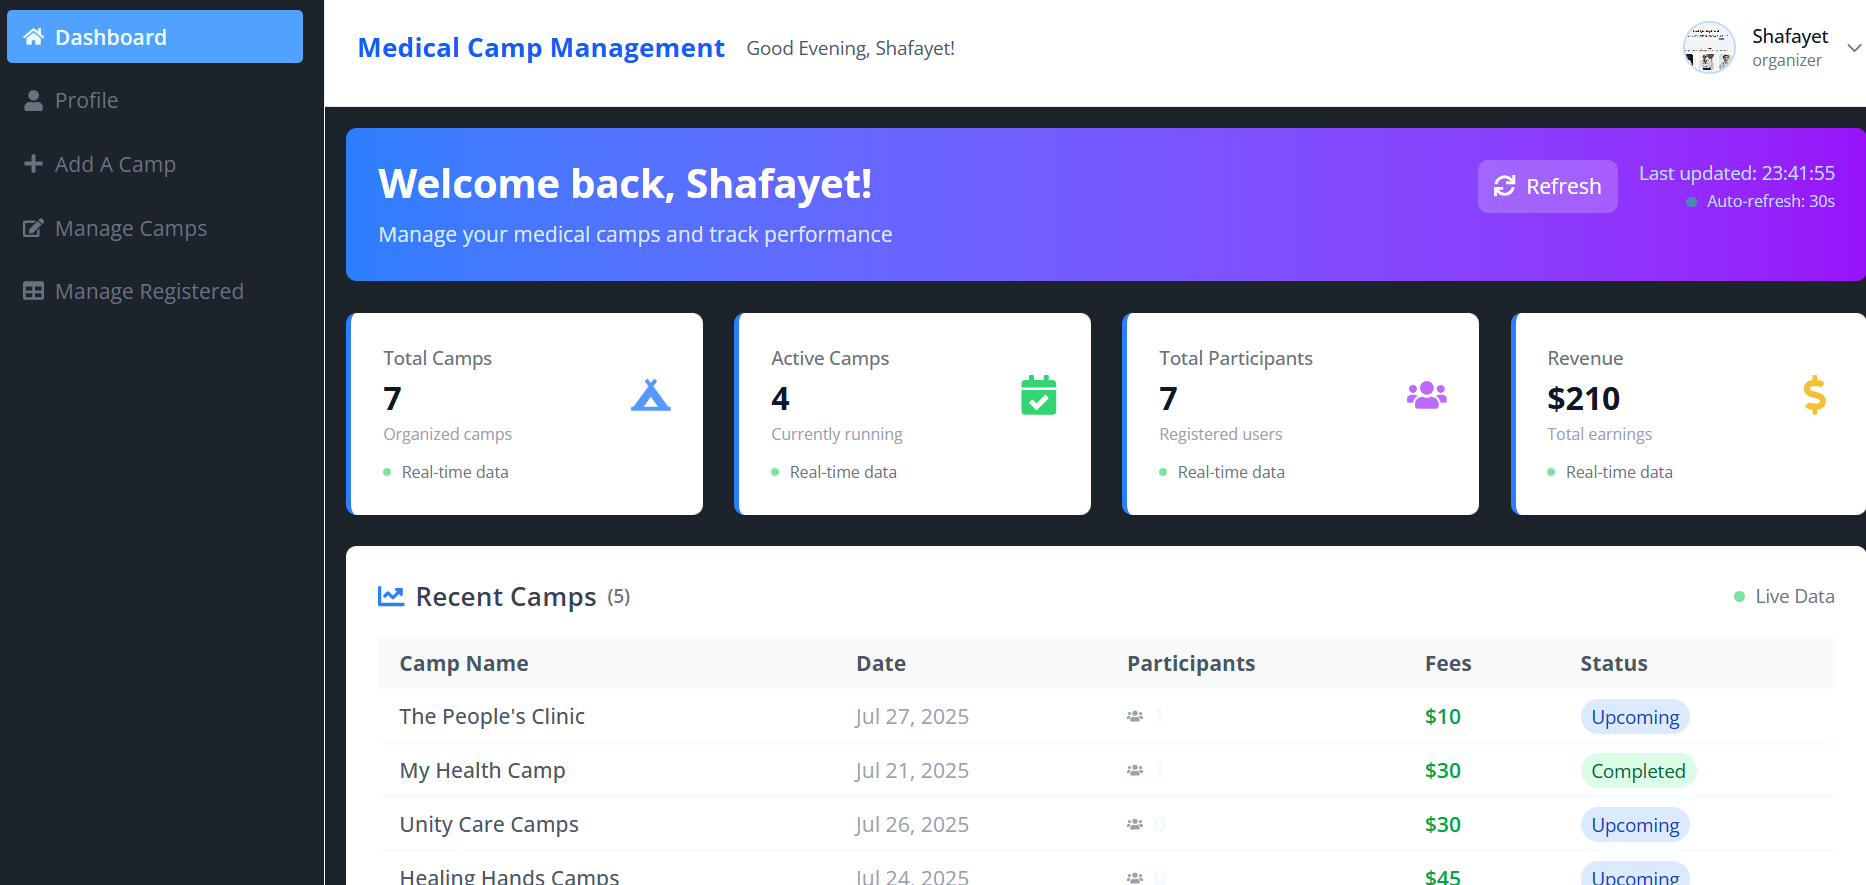 Dashboard
Profile
Add A Camp
Manage Camps
Manage Registered
Medical Camp Management Good Evening, Shafayet!
Shafayet
organizer
Welcome back, Shafayet!
Manage your medical camps and track performance
Refresh
Last updated: 23:41:55
Auto-refresh: 30s
Total Camps
7
Organized camps
Real-time data
Active Camps
4
Currently running
Real-time data
Total Participants
7
Registered users
Real-time data
Revenue
$210
Total earnings
Real-time data
Recent Camps (5)
Live Data
Camp Name Date Participants Fees Status
The People's Clinic Jul 27, 2025 1 $10 Upcoming
My Health Camp Jul 21, 2025 1 $30 Completed
Unity Care Camps Jul 26, 2025 0 $30 Upcoming
Healing Hands Camps Jul 24, 2025 0 $45 Upcoming